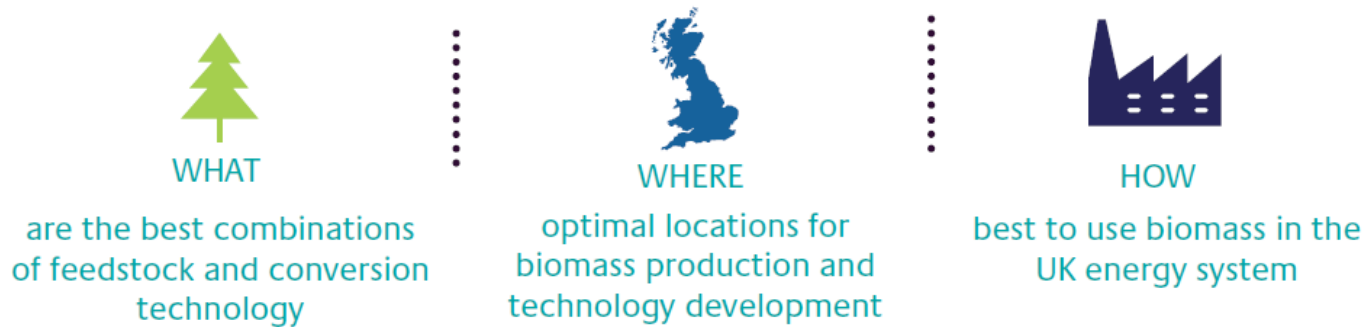 WHAT
are the best combinations
of feedstock and conversion
technology
WHERE
optimal locations for
biomass production and
technology development
HOW
best to use biomass in the
UK energy system